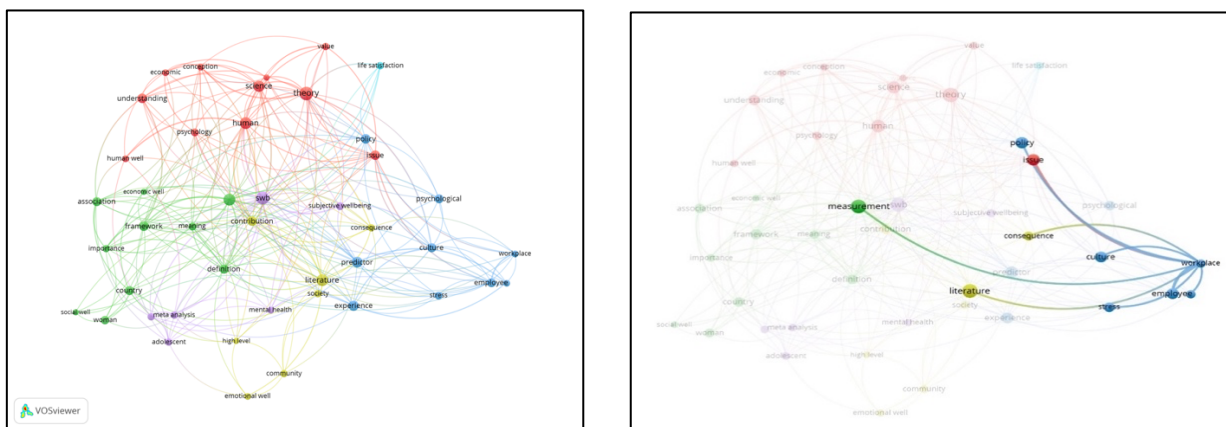 value
life satisfaction
conception
economic
science
theory
understanding
human
psychology
policy
issue
human well
economic well
association
swb
psychological
subjective wellbeing
contribution
framework
meaning
consequence
importance
culture
workplace
definition
predictor
literature
employee
country
society
stress
experience
social well
woman
meta analysis
mental health
adolescent
high level
community
emotional well
VOSviewer
value
life satisfaction
conception
economic
science
theory
understanding
human
psychology
policy
issue
human well
economic well
association
measurement
swb
psychological
subjective wellbeing
contribution
framework
meaning
consequence
importance
culture
workplace
definition
predictor
literature
employee
country
society
stress
experience
social well
woman
meta analysis
mental health
adolescent
high level
community
emotional well